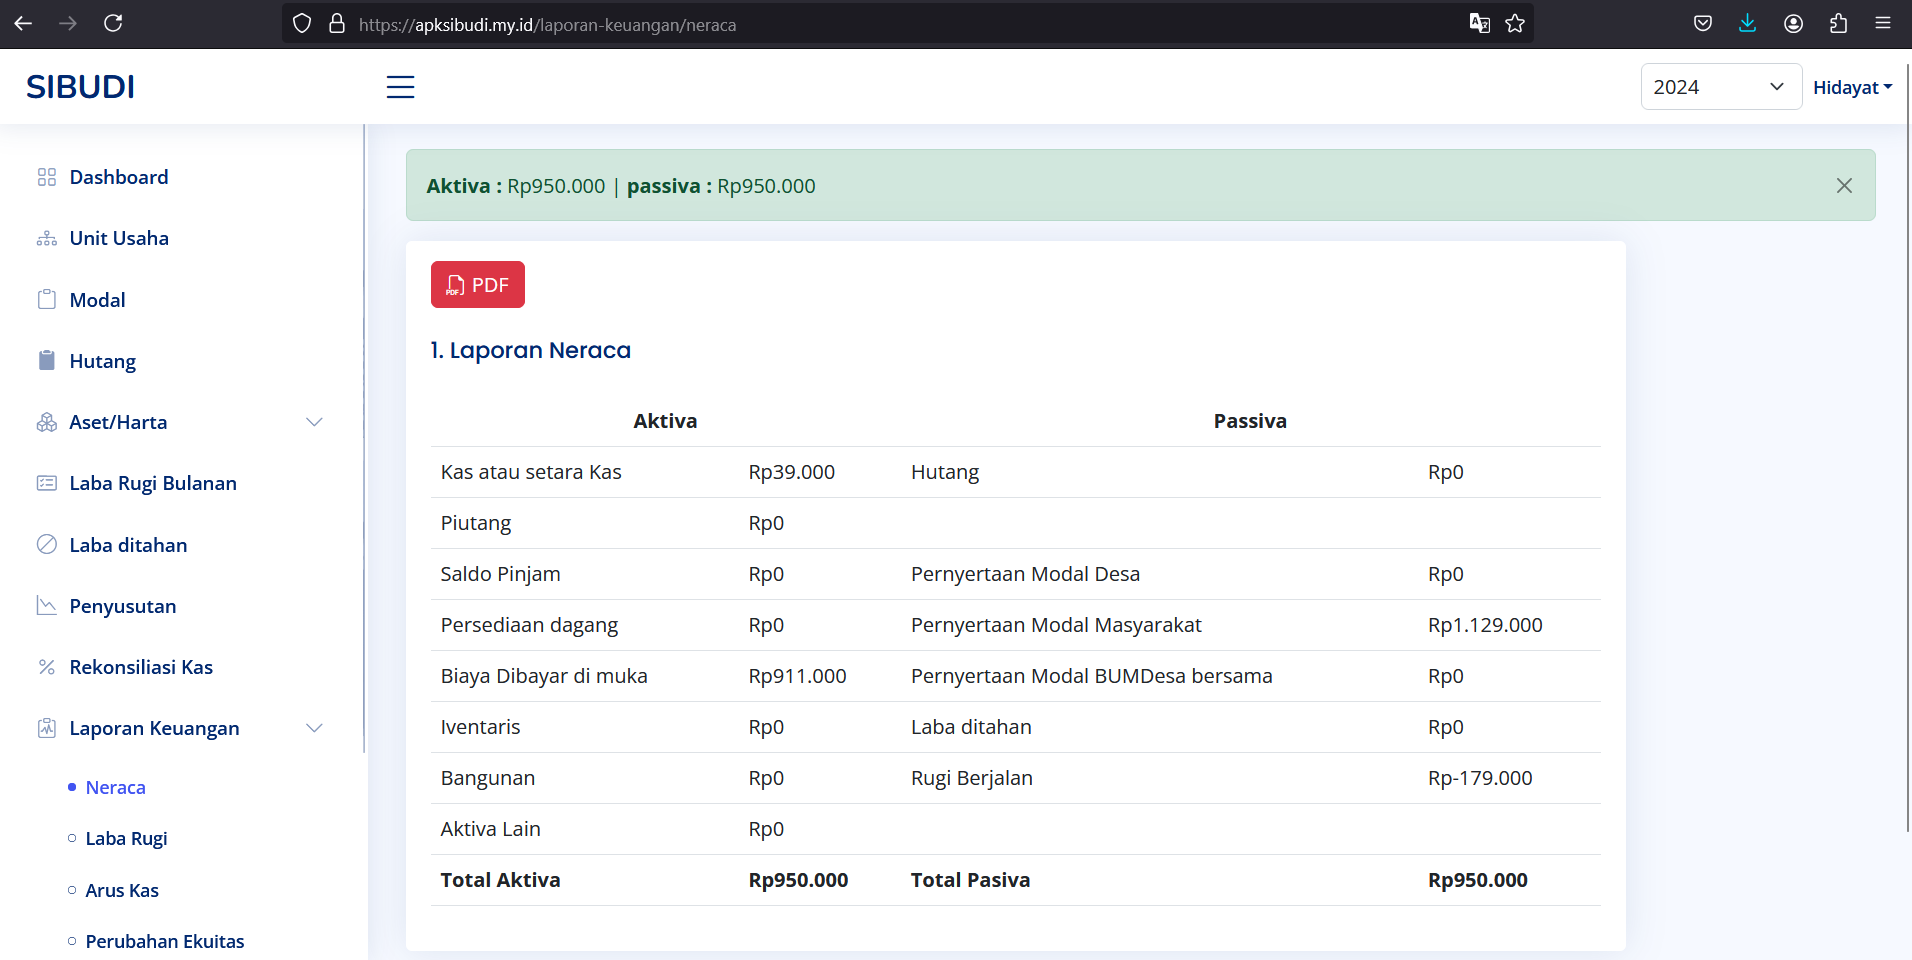 https://apksibudi.my.id/laporan-keuangan/neraca
SIBUDI
2024
Hidayat
Dashboard
Unit Usaha
Modal
Hutang
Aset/Harta
Laba Rugi Bulanan
Laba ditahan
Penyusutan
Rekonsiliasi Kas
Laporan Keuangan
Neraca
Laba Rugi
Arus Kas
Perubahan Ekuitas
Aktiva : Rp950.000 | passiva : Rp950.000
PDF
1. Laporan Neraca
Aktiva Passiva
Kas atau setara Kas Rp39.000 Hutang Rp0
Piutang Rp0
Saldo Pinjam Rp0 Pernyertaan Modal Desa Rp0
Persediaan dagang Rp0 Pernyertaan Modal Masyarakat Rp1.129.000
Biaya Dibayar di muka Rp911.000 Pernyertaan Modal BUMDesa bersama Rp0
Iventaris Rp0 Laba ditahan Rp0
Bangunan Rp0 Rugi Berjalan Rp-179.000
Aktiva Lain Rp0
Total Aktiva Rp950.000 Total Pasiva Rp950.000